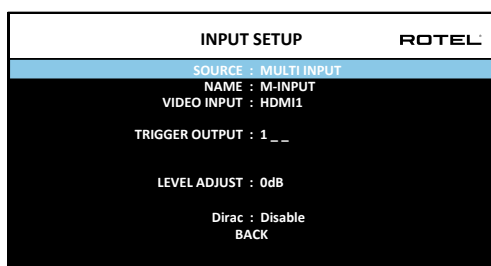 INPUT SETUP
ROTEL
SOURCE : MULTI INPUT
NAME : M-INPUT
VIDEO INPUT : HDMI1
TRIGGER OUTPUT : 1 _ _
LEVEL ADJUST : 0dB
Dirac : Disable
BACK